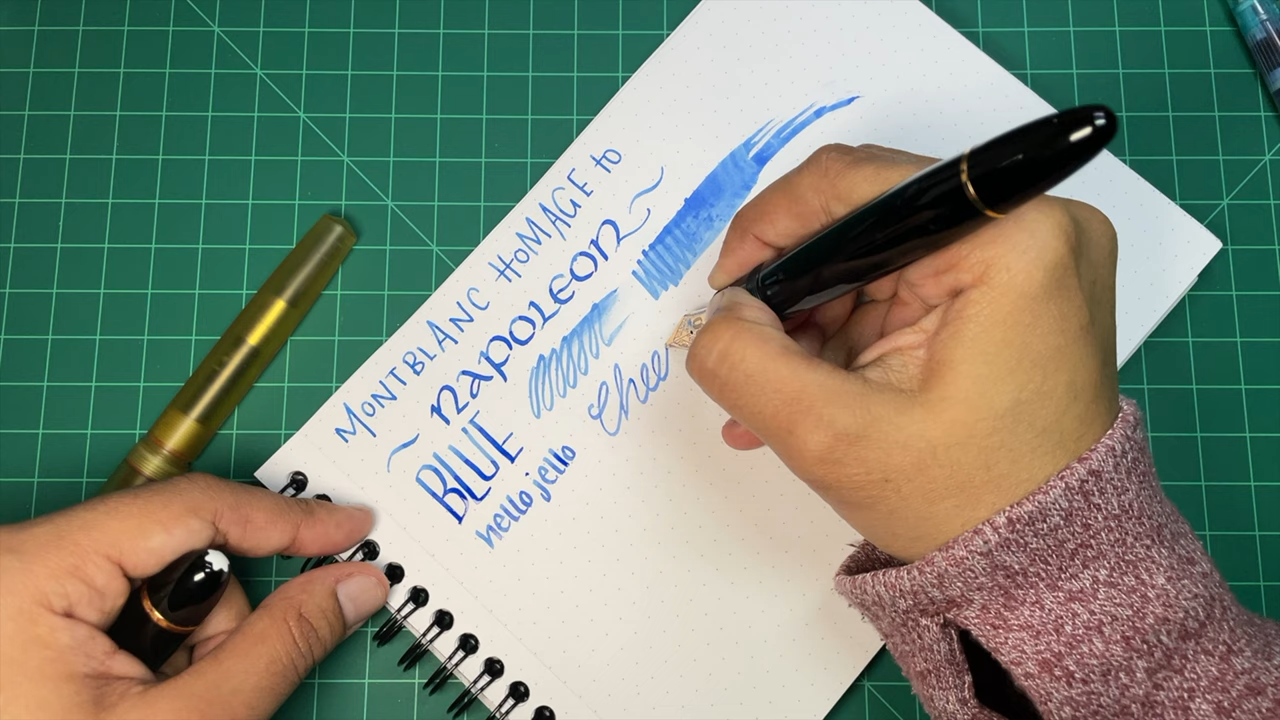 MONTBLANC HOMAGE to
~ Napoleon ~
BLUE
hello jello
Chee